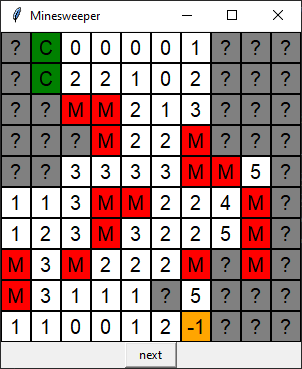 Minesweeper
? C 0 0 0 0 1 ? ? ?
? C 2 2 1 0 2 ? ? ?
? ? M M 2 1 3 ? ? ?
? ? ? M 2 2 M ? ? ?
? ? 3 3 3 3 M M 5 ?
1 1 3 M M 2 2 4 M ?
1 2 3 M 3 2 2 5 M ?
M 3 M 2 2 2 M ? M ?
M 3 1 1 1 ? 5 ? ? ?
1 1 0 0 1 2 -1 ? ? ?
next